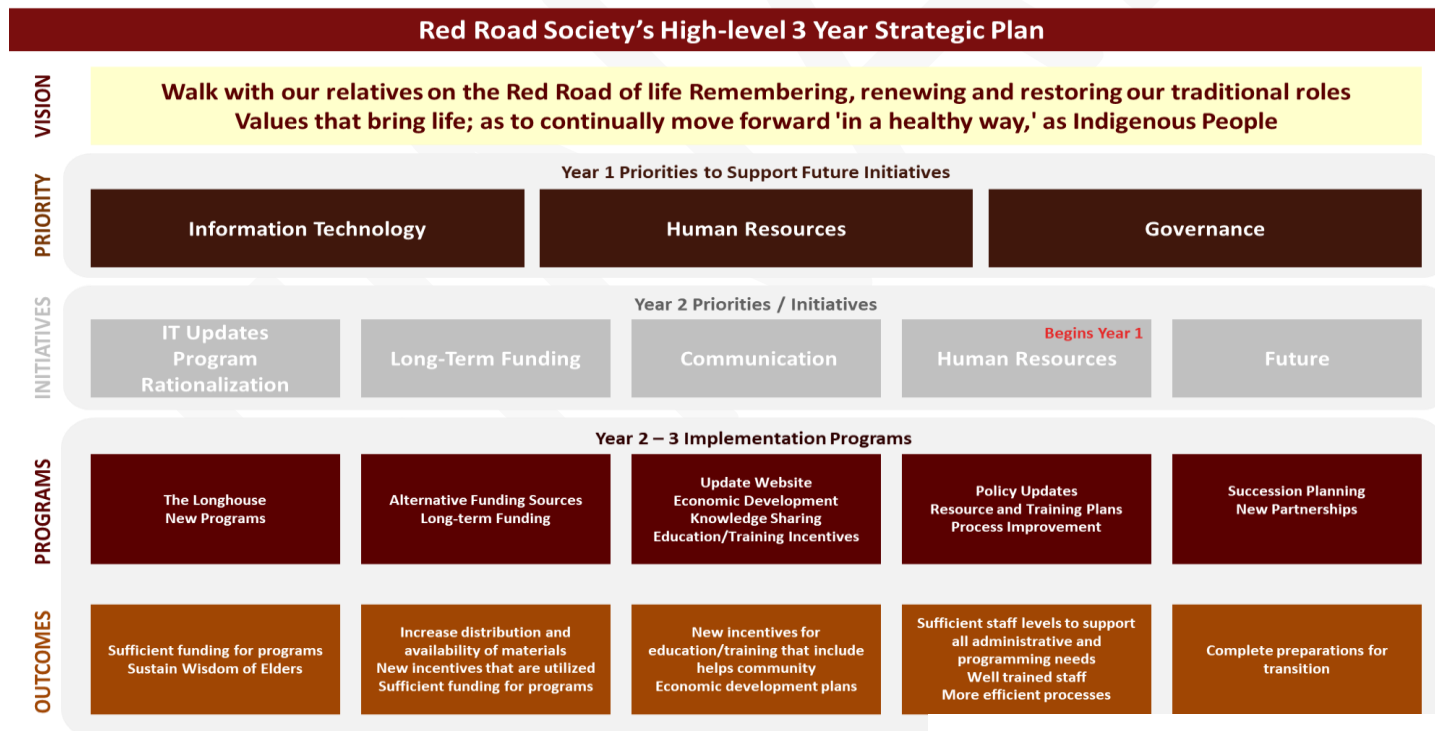 Red Road Society's High-level 3 Year Strategic Plan
VISION
Walk with our relatives on the Red Road of life Remembering, renewing and restoring our traditional roles
Values that bring life; as to continually move forward 'in a healthy way,' as Indigenous People
PRIORITY
Year 1 Priorities to Support Future Initiatives
Information Technology
Human Resources
Governance
INITIATIVES
Year 2 Priorities / Initiatives
IT Updates
Program
Rationalization
Long-Term Funding
Communication
Begins Year 1
Human Resources
Future
PROGRAMS
Year 2 – 3 Implementation Programs
The Longhouse
New Programs
Alternative Funding Sources
Long-term Funding
Update Website
Economic Development
Knowledge Sharing
Education/Training Incentives
Policy Updates
Resource and Training Plans
Process Improvement
Succession Planning
New Partnerships
OUTCOMES
Sufficient funding for programs
Sustain Wisdom of Elders
Increase distribution and
availability of materials
New incentives that are utilized
Sufficient funding for programs
New incentives for
education/training that include
helps community
Economic development plans
Sufficient staff levels to support
all administrative and
programming needs
Well trained staff
More efficient processes
Complete preparations for
transition